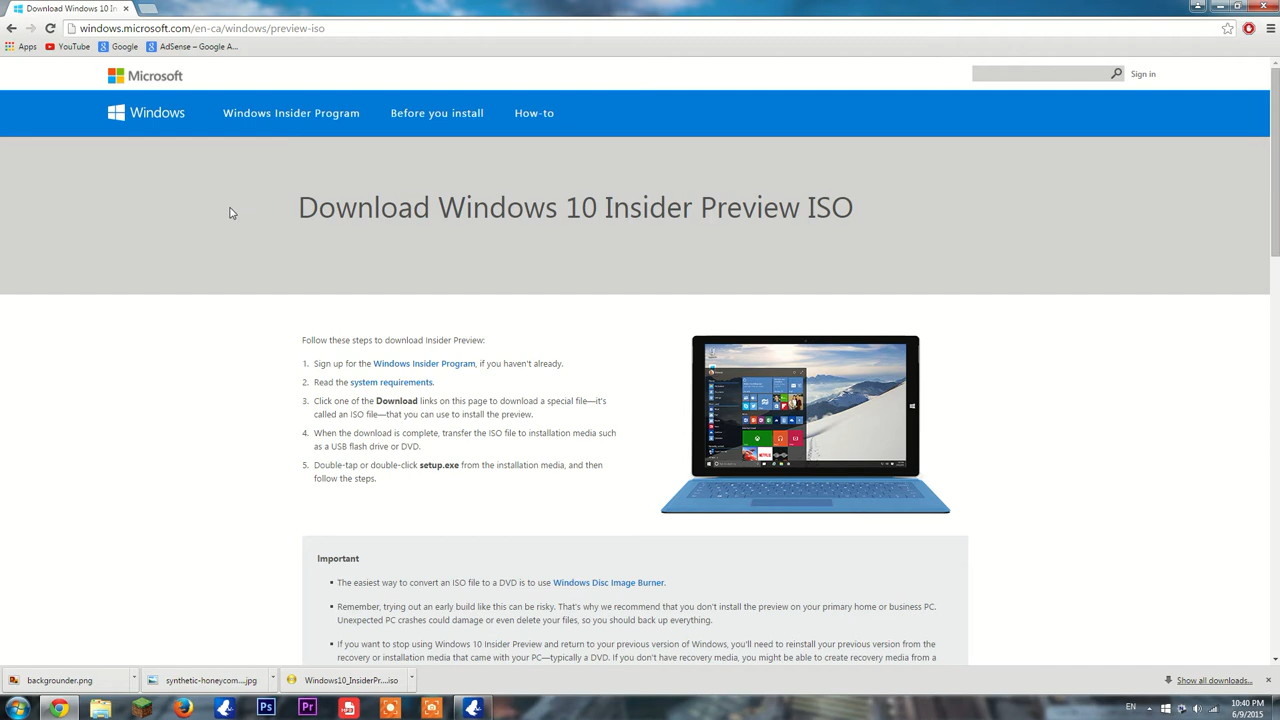 Download Windows 10 In
windows.microsoft.com/en-ca/windows/preview-iso
Apps YouTube Google AdSense – Google A...
Microsoft
Sign in
Windows Windows Insider Program Before you install How-to
Download Windows 10 Insider Preview ISO
Follow these steps to download Insider Preview:
1. Sign up for the Windows Insider Program, if you haven't already.
2. Read the system requirements.
3. Click one of the Download links on this page to download a special file—it's
called an ISO file—that you can use to install the preview.
4. When the download is complete, transfer the ISO file to installation media such
as a USB flash drive or DVD.
5. Double-tap or double-click setup.exe from the installation media, and then
follow the steps.
Important
▪ The easiest way to convert an ISO file to a DVD is to use Windows Disc Image Burner.
▪ Remember, trying out an early build like this can be risky. That's why we recommend that you don't install the preview on your primary home or business PC.
Unexpected PC crashes could damage or even delete your files, so you should back up everything.
▪ If you want to stop using Windows 10 Insider Preview and return to your previous version of Windows, you'll need to reinstall your previous version from the
recovery or installation media that came with your PC—typically a DVD. If you don't have recovery media, you might be able to create recovery media from a
backgrounder.png synthetic-honeycom....jpg Windows10_InsiderPr....iso Show all downloads...
Ps Pr
EN
10:40 PM
6/9/2015